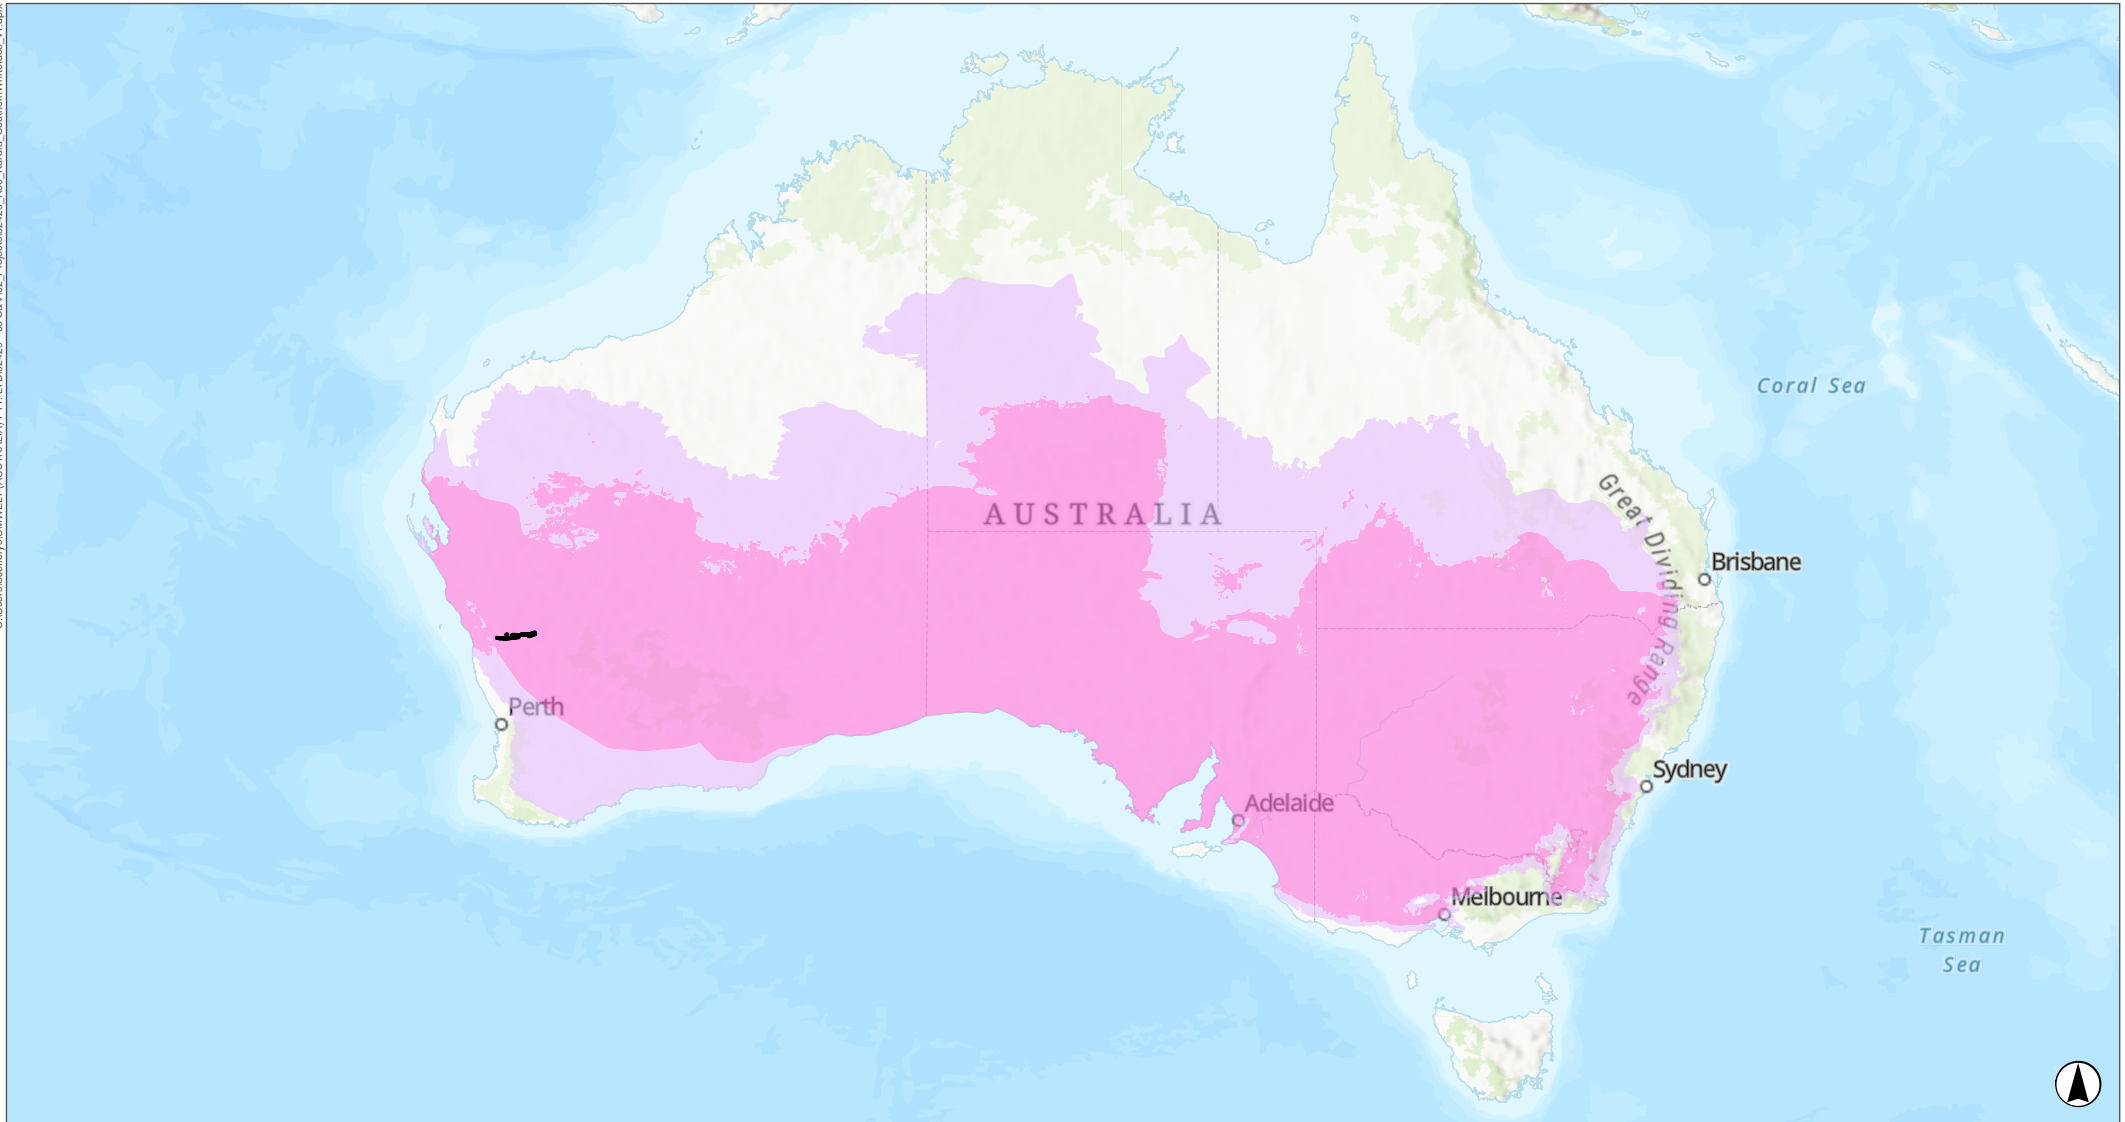 Coral Sea
Great Dividing Range
AUSTRALIA
Brisbane
Perth
Sydney
Adelaide
Melbourne
Tasman
Sea